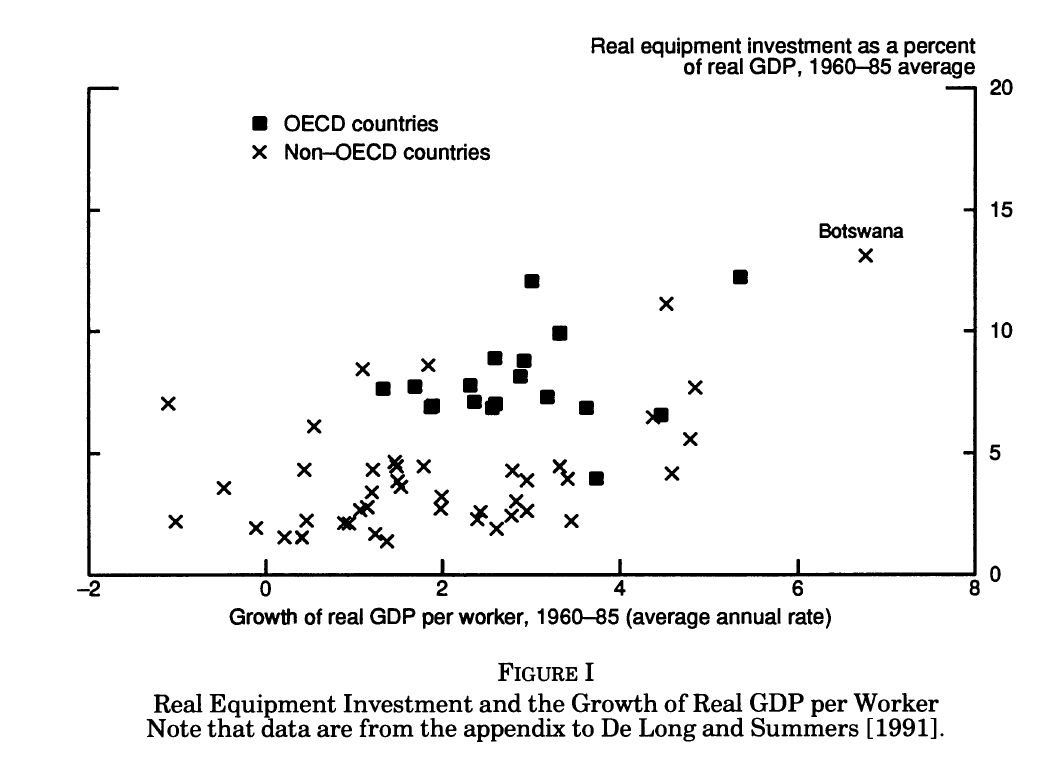 Real equipment investment as a percent
of real GDP, 1960–85 average
20
OECD countries
Non–OECD countries
15
Botswana
10
5
0
–2
0
2
4
6
8
Growth of real GDP per worker, 1960–85 (average annual rate)
FIGURE I
Real Equipment Investment and the Growth of Real GDP per Worker
Note that data are from the appendix to De Long and Summers [1991].